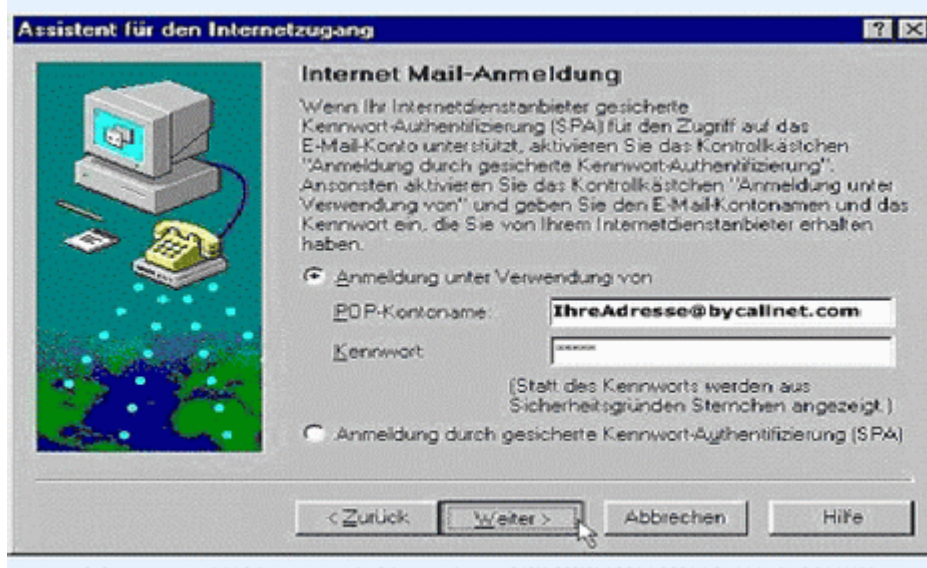 Assistent für den Internetzugang
Internet Mail-Anmeldung
Wenn Ihr Internetdienstanbieter gesicherte
Kennwort-Authentifizierung (SPA) für den Zugriff auf das
E-Mail-Konto unterstützt, aktivieren Sie das Kontrollkästchen
"Anmeldung durch gesicherte Kennwort-Authentifizierung".
Ansonsten aktivieren Sie das Kontrollkästchen "Anmeldung unter
Verwendung von" und geben Sie den E-Mail-Kontonamen und das
Kennwort ein, die Sie von Ihrem Internetdienstanbieter erhalten
haben.
Anmeldung unter Verwendung von
POP-Kontoname: IhreAdresse@bycallnet.com
Kennwort: ******
(Statt des Kennworts werden aus
Sicherheitsgründen Sternchen angezeigt.)
Anmeldung durch gesicherte Kennwort-Authentifizierung (SPA)
< Zurück Weiter > Abbrechen Hilfe